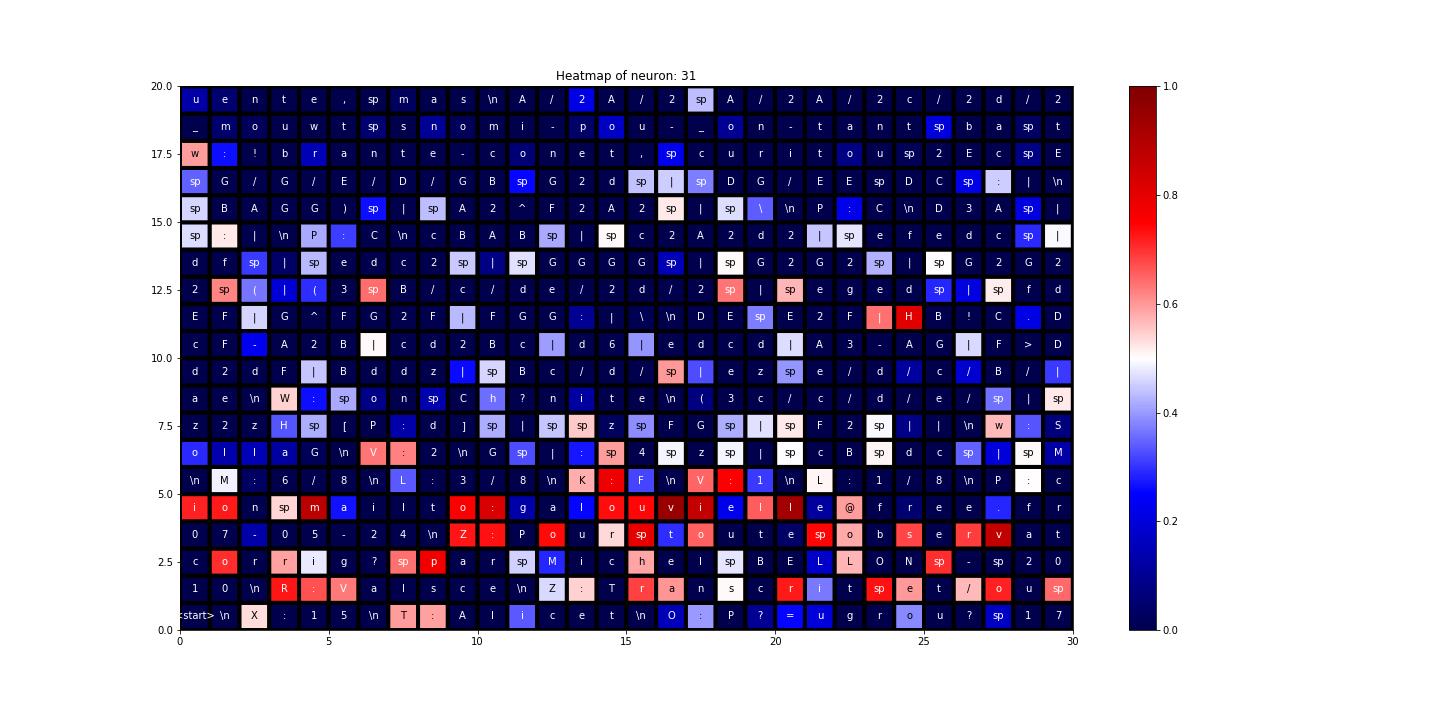 Heatmap of neuron: 31
20.0 u e n t e , sp m a s \n A / 2 A / 2 sp A / 2 A / 2 c / 2 d / 2 1.0
_ m o u w t sp s n o m i - p o u - _ o n - t a n t sp b a sp t
17.5 w : ! b r a n t e - c o n e t , sp c u r i t o u sp 2 E c sp E
sp G / G / E / D / G B sp G 2 d sp | sp D G / E E sp D C sp : | \n
sp B A G G ) sp | sp A 2 ^ F 2 A 2 sp | sp \ \n P : C \n D 3 A sp | 0.8
15.0 sp : | \n P : C \n c B A B sp | sp c 2 A 2 d 2 | sp e f e d c sp |
d f sp | sp e d c 2 sp | sp G G G G sp | sp G 2 G 2 sp | sp G 2 G 2
12.5 2 sp ( | ( 3 sp B / c / d e / 2 d / 2 sp | sp e g e d sp | sp f d 0.6
E F | G ^ F G 2 F | F G G : | \ \n D E sp E 2 F | H B ! C . D
10.0 c F - A 2 B | c d 2 B c | d 6 | e d c d | A 3 - A G | F > D
d 2 d F | B d d z | sp B c / d / sp | e z sp e / d / c / B / |
a e \n W : sp o n sp C h ? n i t e \n ( 3 c / c / d / e / sp | sp 0.4
7.5 z 2 z H sp [ P : d ] sp | sp sp z sp F G sp | sp F 2 sp | | \n w : S
o l l a G \n V : 2 \n G sp | : sp 4 sp z sp | sp c B sp d c sp | sp M
5.0 \n M : 6 / 8 \n L : 3 / 8 \n K : F \n V : 1 \n L : 1 / 8 \n P : c
i o n sp m a i l t o : g a l o u v i e l l e @ f r e e . f r 0.2
0 7 - 0 5 - 2 4 \n Z : P o u r sp t o u t e sp o b s e r v a t
2.5 c o r r i g ? sp p a r sp M i c h e l sp B E L L O N sp - sp 2 0
1 0 \n R : V a l s c e \n Z : T r a n s c r i t sp e t / o u sp
0.0 <start> \n X : 1 5 \n T : A l i c e t \n O : P ? = u g r o u ? sp 1 7 0.0
0 5 10 15 20 25 30